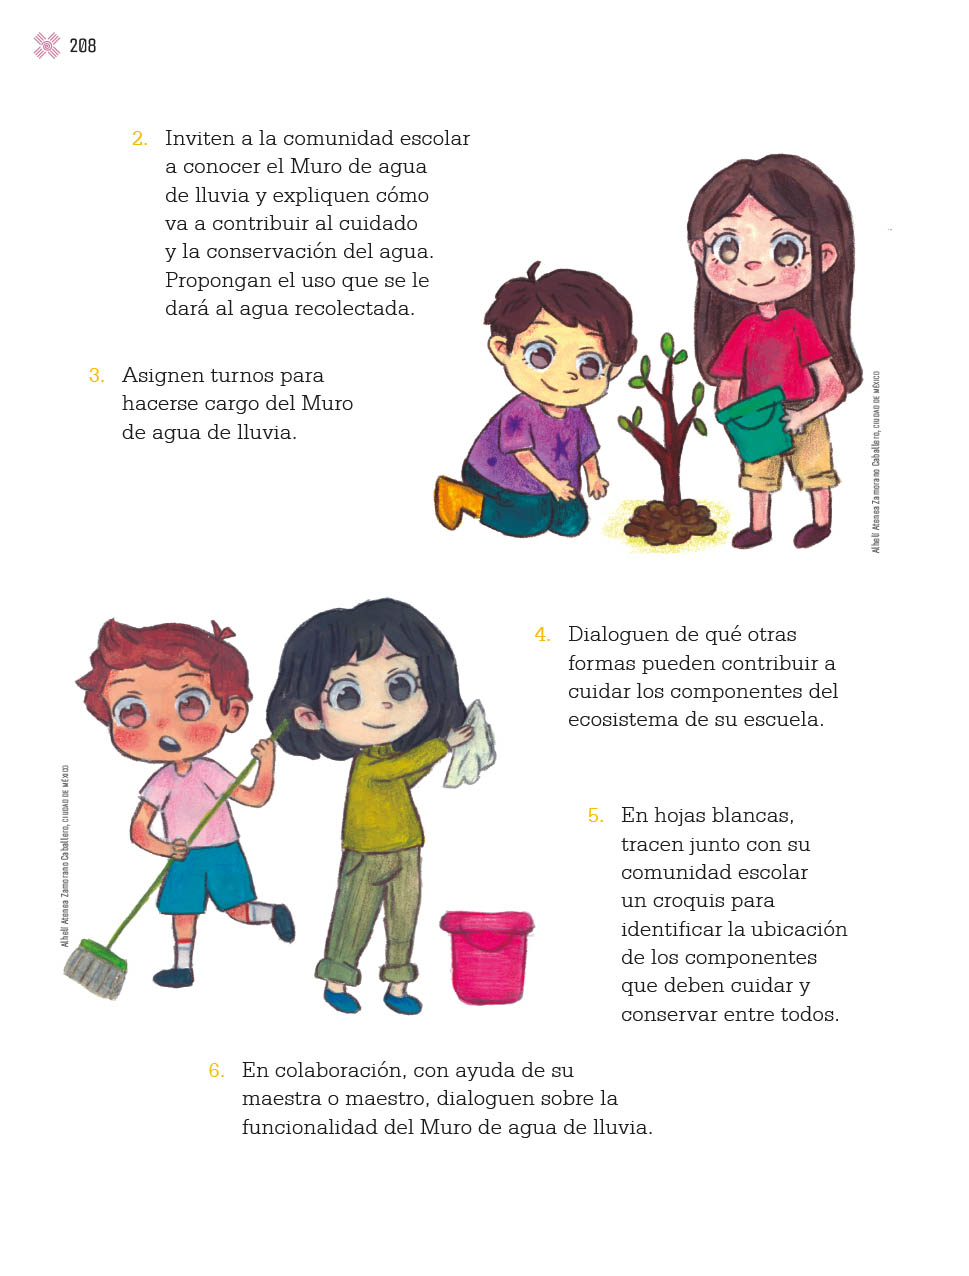 208
2. Inviten a la comunidad escolar
a conocer el Muro de agua
de lluvia y expliquen cómo
va a contribuir al cuidado
y la conservación del agua.
Propongan el uso que se le
dará al agua recolectada.
3. Asignen turnos para
hacerse cargo del Muro
de agua de lluvia.
Alhelí Atenea Zamorano Caballero, CIUDAD DE MÉXICO
4. Dialoguen de qué otras
formas pueden contribuir a
cuidar los componentes del
ecosistema de su escuela.
Alhelí Atenea Zamorano Caballero, CIUDAD DE MÉXICO
5. En hojas blancas,
tracen junto con su
comunidad escolar
un croquis para
identificar la ubicación
de los componentes
que deben cuidar y
conservar entre todos.
6. En colaboración, con ayuda de su
maestra o maestro, dialoguen sobre la
funcionalidad del Muro de agua de lluvia.